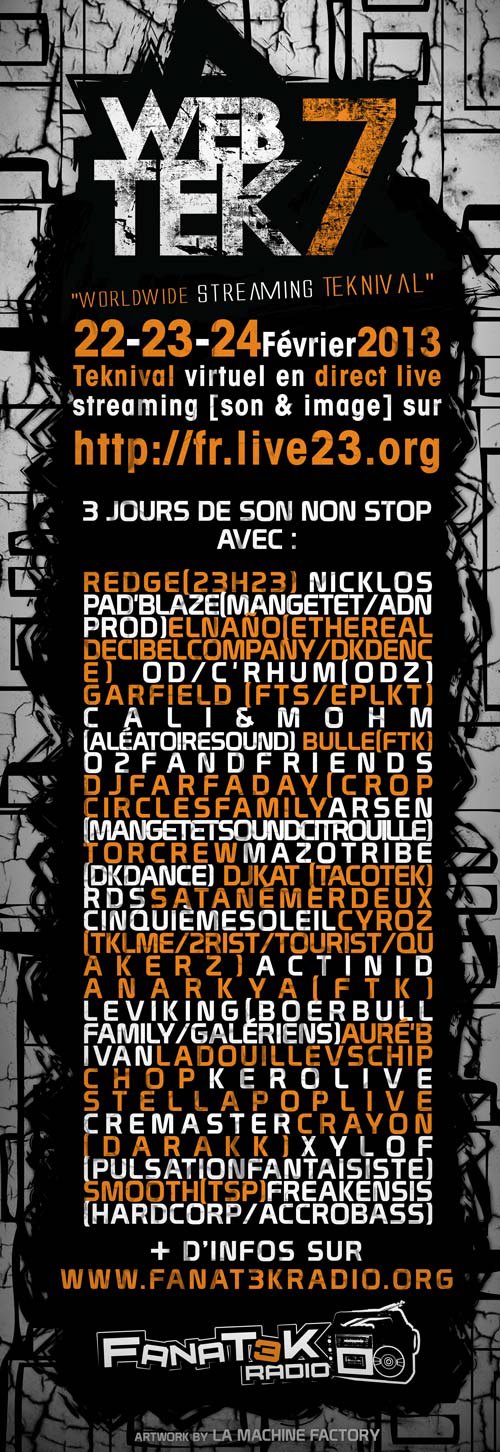 WEB
TEK 7
"WORLDWIDE STREAMING TEKNIVAL"
22-23-24Février2013
Teknival virtuel en direct live
streaming [son & image] sur
http://fr.live23.org
3 JOURS DE SON NON STOP
AVEC :
REDGE(23H23) NICKLOS
PAD'BLAZE(MANGETET/ADN
PROD)ELNAÑO(ETHEREAL
DECIBELCOMPANY/DKDENC
E) OD/C'RHUM(ODZ)
GARFIELD (FTS/EPLKT)
CALI&MOHM
(ALÉATOIRESOUND) BULLE(FTK)
O2FANDFRIENDS
DJFARFADAY(CROP
CIRCLESFAMILYARSEN
(MANGETETSOUNDCITROUILLE)
TORCREWMAZOTRIBE
(DKDANCE) DJKAT (TACOTEK)
RDSSATANÉMERDEUX
CINQUIÈMESOLEILCYROZ
(TKLME/2RIST/TOURIST/QU
AKERZ)ACTINID
ANARKYA(FTK)
LEVIKING(BOERBULL
FAMILY/GALÉRIENS)AURÉ'B
IVANLADOUILLEVSCHIP
CHOPKEROLIVE
STELLAPOPLIVE
CREMASTERCRAYON
(DARAKK)XYLOF
(PULSATIONFANTAISISTE)
SMOOTH(TSP)FREAKENSIS
(HARDCORP/ACCROBASS)
+ D'INFOS SUR
WWW.FANAT3KRADIO.ORG
FANAT3K
RADIO
ARTWORK BY LA MACHINE FACTORY